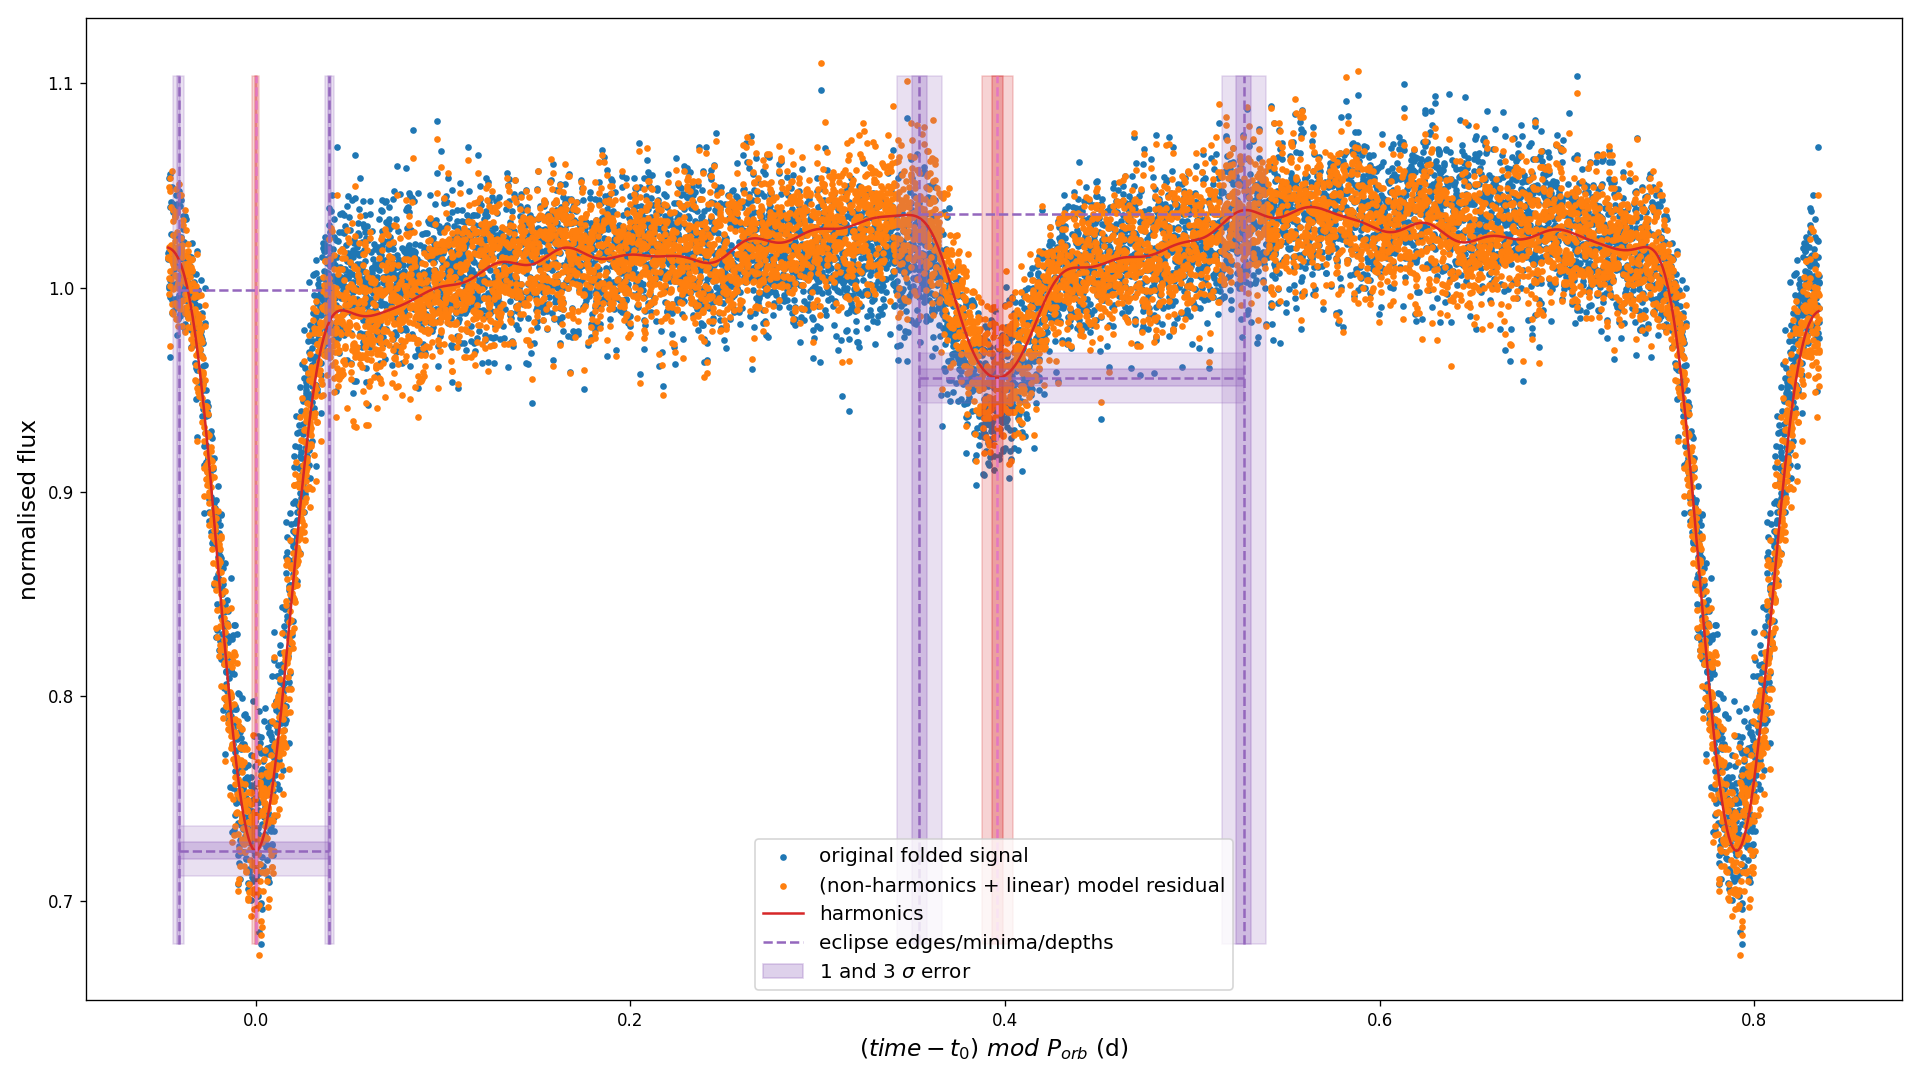 1.1
1.0
0.9
0.8
0.7
normalised flux
original folded signal
(non-harmonics + linear) model residual
harmonics
eclipse edges/minima/depths
1 and 3 σ error
0.0 0.2 0.4 0.6 0.8
(time − t₀) mod P_orb (d)